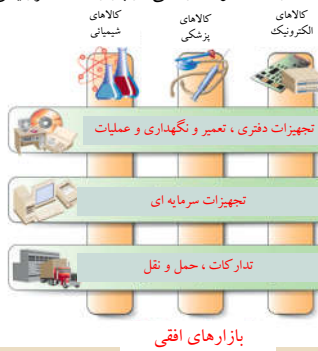 کالاهای الکترونیک
کالاهای پزشکی
کالاهای شیمیائی
تجهیزات دفتری ، تعمیر و نگهداری و عملیات
تجهیزات سرمایه ای
تدارکات ، حمل و نقل
بازارهای افقی